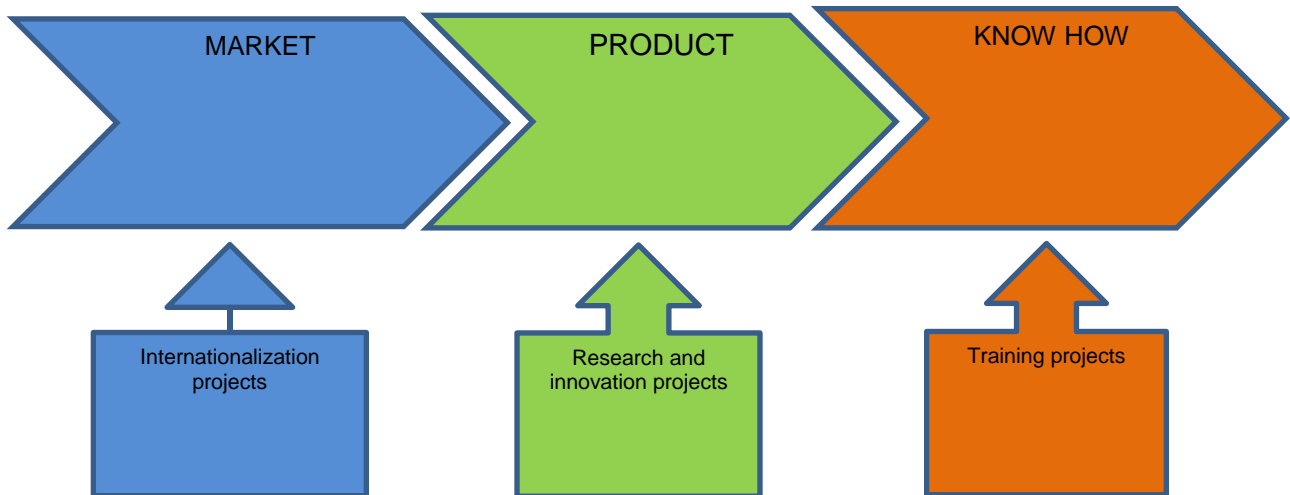 MARKET
PRODUCT
KNOW HOW
Internationalization
projects
Research and
innovation projects
Training projects